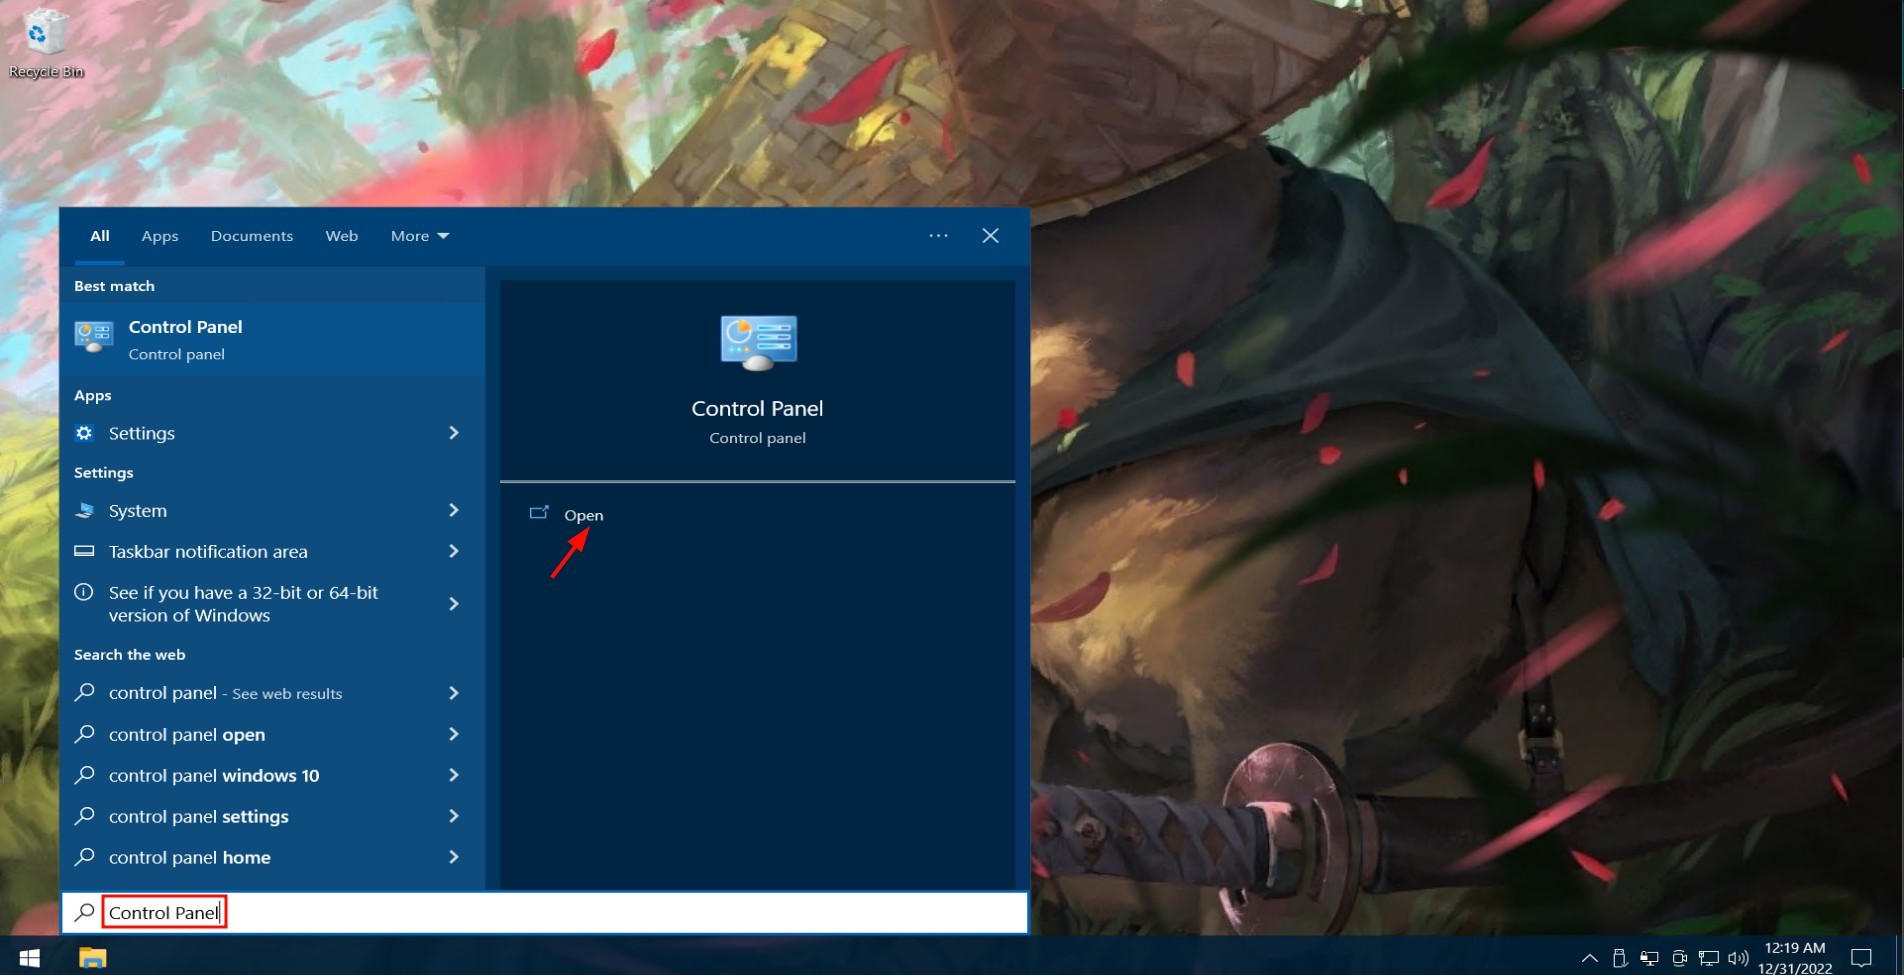 Recycle Bin
All Apps Documents Web More
Best match
Control Panel
Control panel
Apps
Settings
Settings
System
Taskbar notification area
See if you have a 32-bit or 64-bit
version of Windows
Search the web
control panel - See web results
control panel open
control panel windows 10
control panel settings
control panel home
Control Panel
Control panel
Open
Control Panel
12:19 AM
12/31/2022